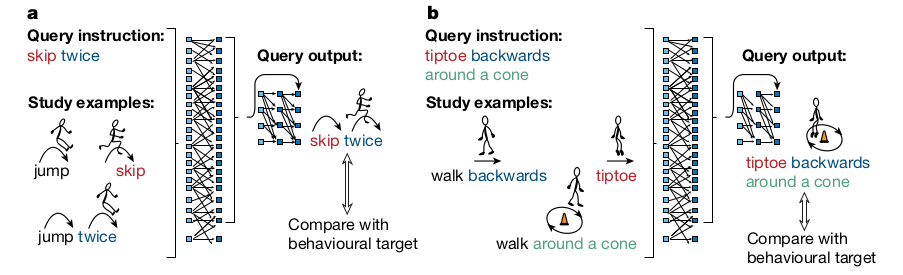 a
Query instruction:
skip twice
Study examples:
jump
skip
jump twice
Query output:
skip twice
Compare with
behavioural target
b
Query instruction:
tiptoe backwards
around a cone
Study examples:
walk backwards
tiptoe
walk around a cone
Query output:
tiptoe backwards
around a cone
Compare with
behavioural target